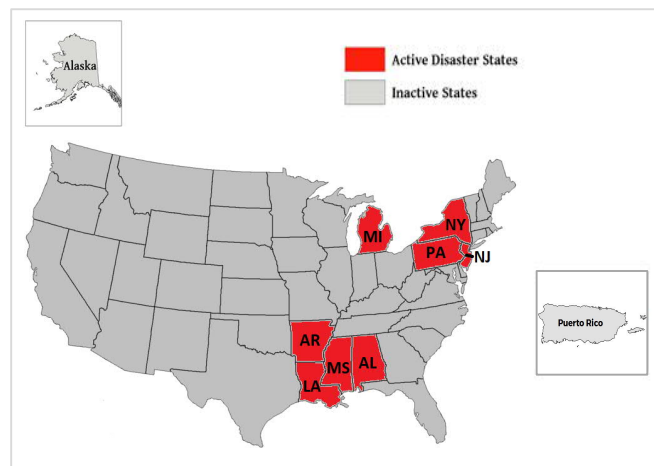 Alaska
Active Disaster States
Inactive States
NY
MI
PA
NJ
AR
MS
AL
LA
Puerto Rico